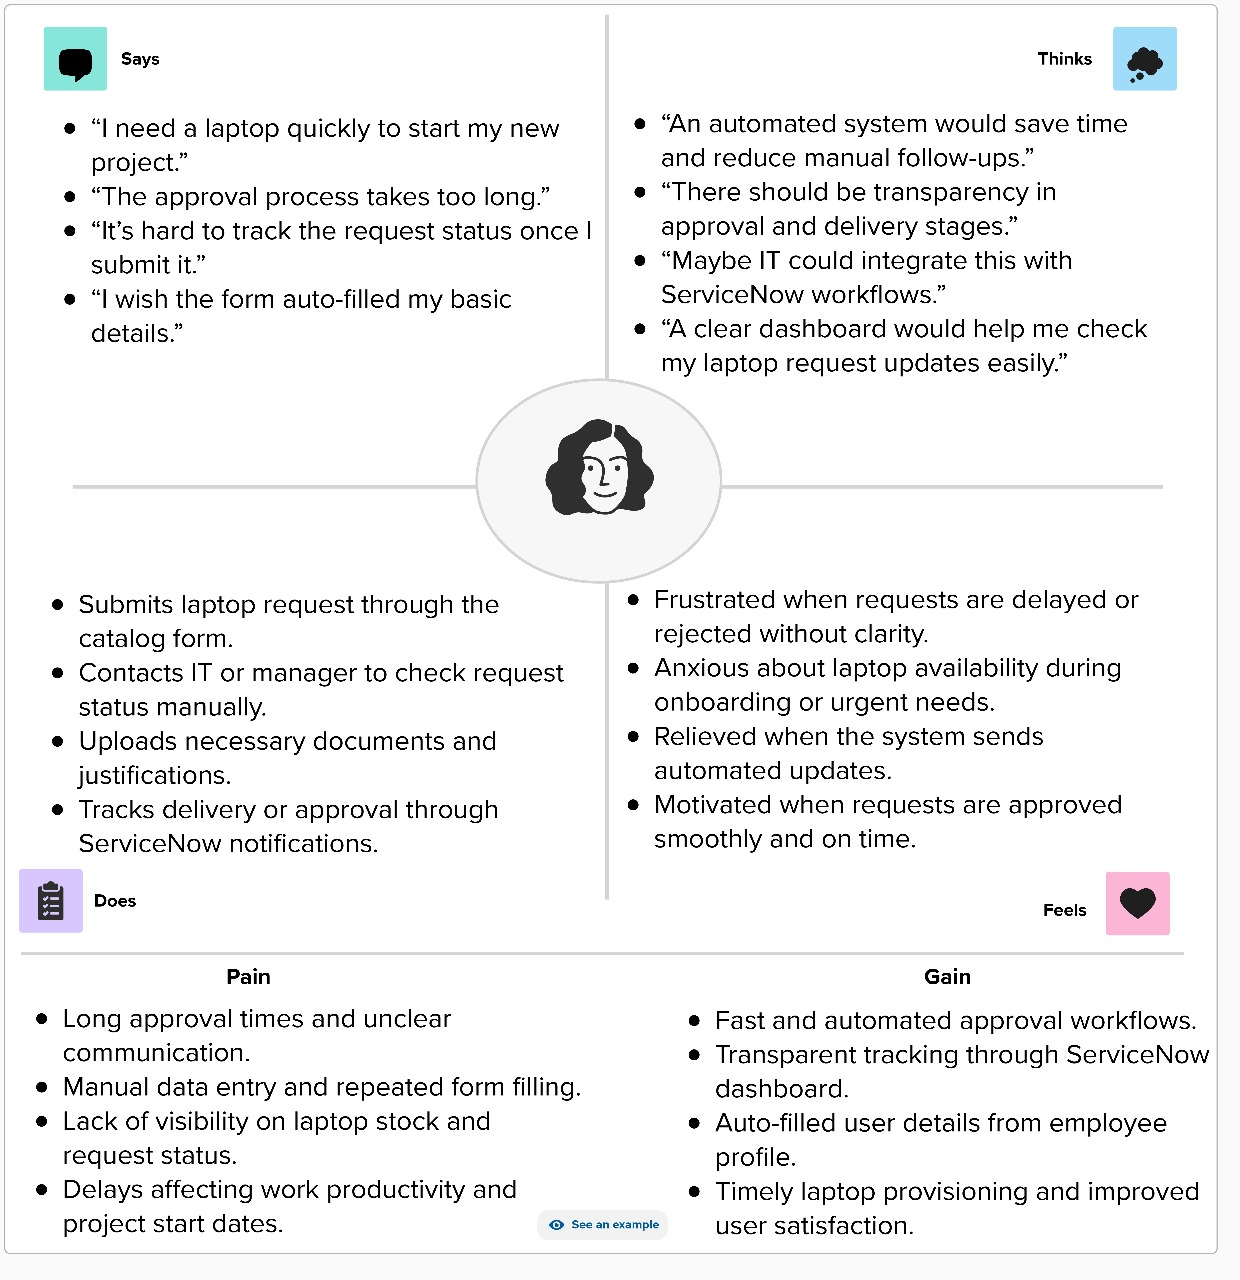 Says
• “I need a laptop quickly to start my new
project.”
• “The approval process takes too long.”
• “It’s hard to track the request status once I
submit it.”
• “I wish the form auto-filled my basic
details.”
Thinks
• “An automated system would save time
and reduce manual follow-ups.”
• “There should be transparency in
approval and delivery stages.”
• “Maybe IT could integrate this with
ServiceNow workflows.”
• “A clear dashboard would help me check
my laptop request updates easily.”
• Submits laptop request through the
catalog form.
• Contacts IT or manager to check request
status manually.
• Uploads necessary documents and
justifications.
• Tracks delivery or approval through
ServiceNow notifications.
Does
• Frustrated when requests are delayed or
rejected without clarity.
• Anxious about laptop availability during
onboarding or urgent needs.
• Relieved when the system sends
automated updates.
• Motivated when requests are approved
smoothly and on time.
Feels
Pain
• Long approval times and unclear
communication.
• Manual data entry and repeated form filling.
• Lack of visibility on laptop stock and
request status.
• Delays affecting work productivity and
project start dates.
Gain
• Fast and automated approval workflows.
• Transparent tracking through ServiceNow
dashboard.
• Auto-filled user details from employee
profile.
• Timely laptop provisioning and improved
user satisfaction.
See an example